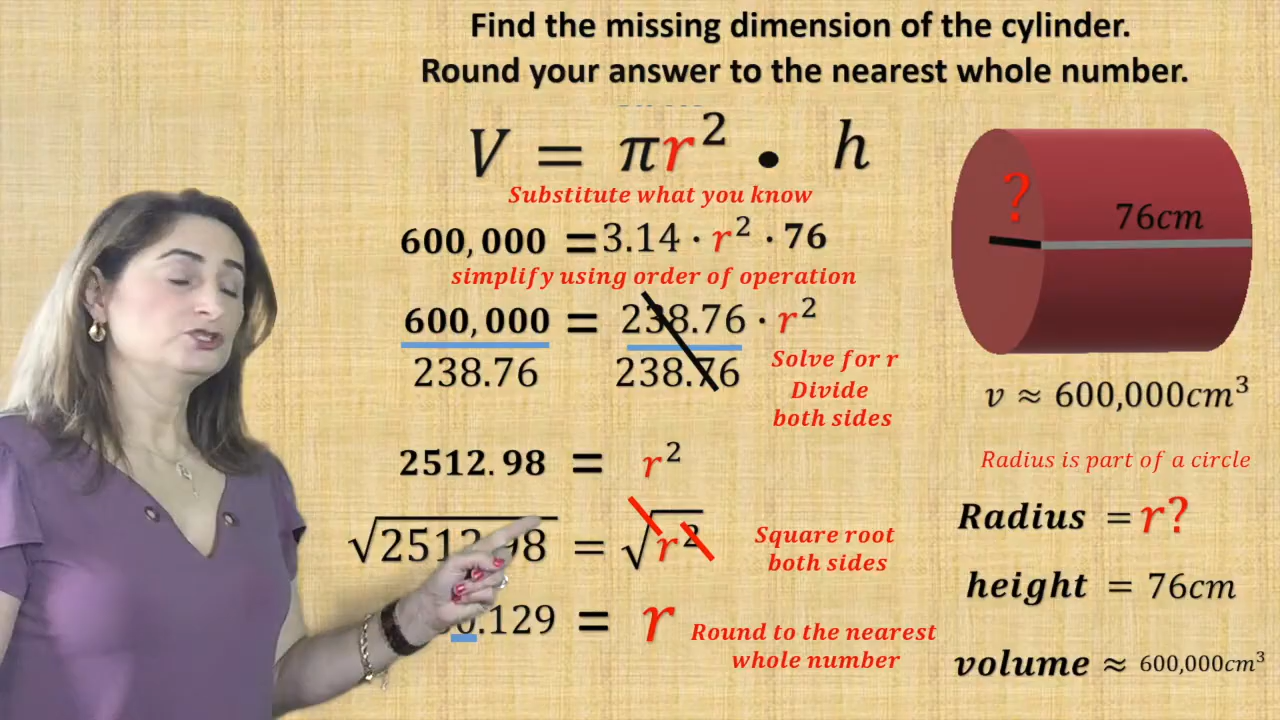 Find the missing dimension of the cylinder.
Round your answer to the nearest whole number.
V = πr² • h
Substitute what you know
600,000 = 3.14 · r² · 76
simplify using order of operation
600,000 = 238.76 · r²
238.76 238.76
Solve for r
Divide
both sides
2512.98 = r²
√2512.98 = √r²
Square root
both sides
.129 = r
Round to the nearest
whole number
?
76cm
v ≈ 600,000cm³
Radius is part of a circle
Radius = r?
height = 76cm
volume ≈ 600,000cm³